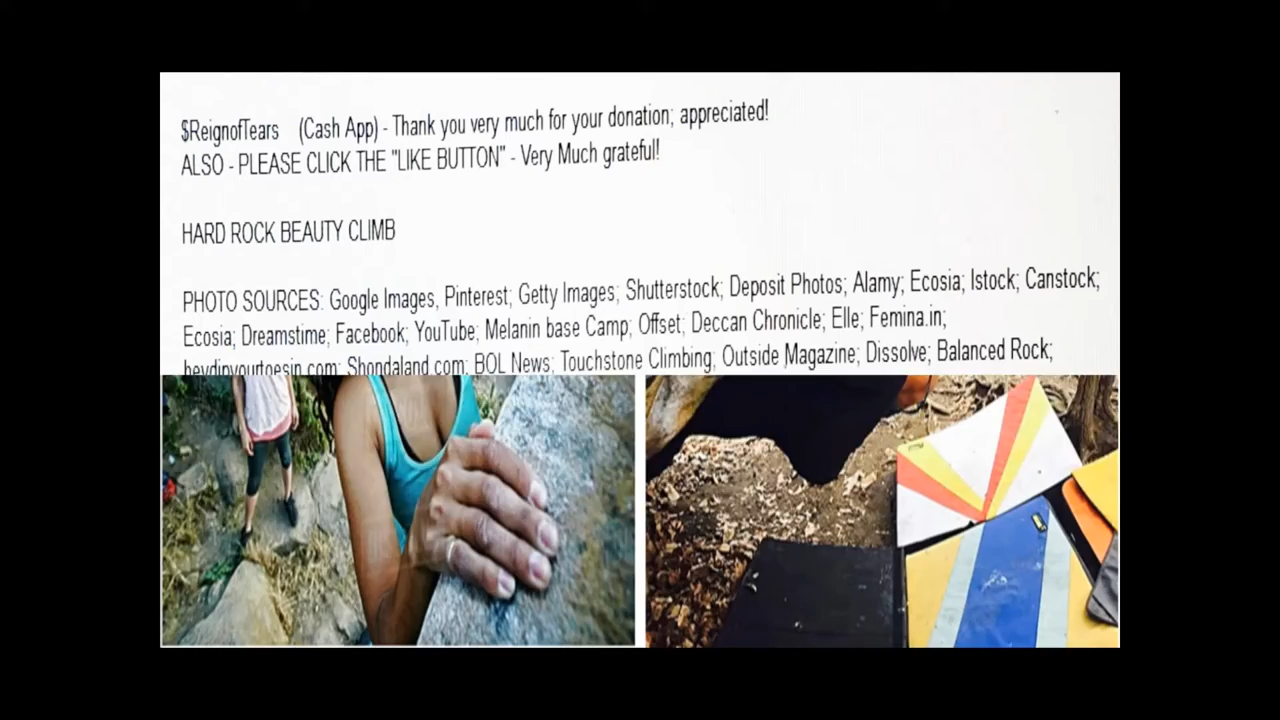 $ReignofTears (Cash App) - Thank you very much for your donation; appreciated!
ALSO - PLEASE CLICK THE "LIKE BUTTON" - Very Much grateful!
HARD ROCK BEAUTY CLIMB
PHOTO SOURCES: Google Images, Pinterest; Getty Images; Shutterstock; Deposit Photos; Alamy; Ecosia; Istock; Canstock;
Ecosia; Dreamstime; Facebook; YouTube; Melanin base Camp; Offset; Deccan Chronicle; Elle; Femina.in;
heydipyourtoesin.com; Shondaland.com; BOL News; Touchstone Climbing; Outside Magazine; Dissolve; Balanced Rock;